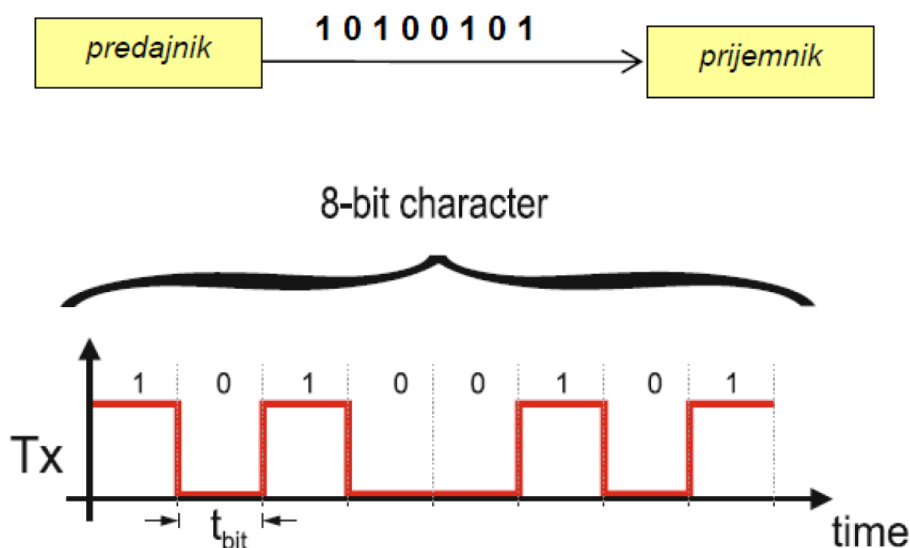 predajnik
1 0 1 0 0 1 0 1
prijemnik
8-bit character
1 0 1 0 0 1 0 1
Tx
tbit
time